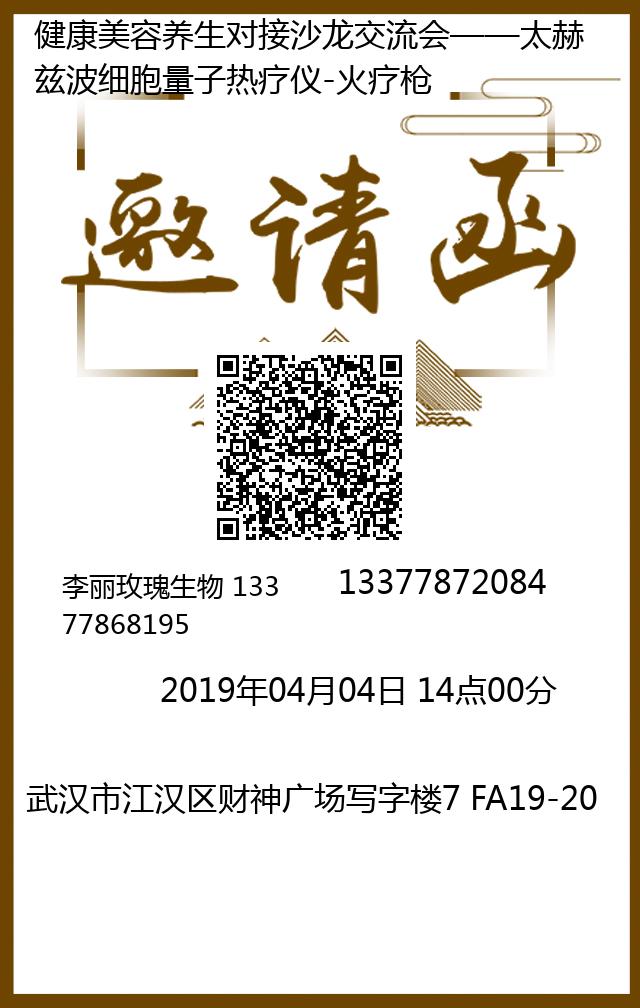 健康美容养生对接沙龙交流会——太赫
兹波细胞量子热疗仪-火疗枪
邀请函
李丽玫瑰生物 133
77868195
13377872084
2019年04月04日 14点00分
武汉市江汉区财神广场写字楼7 FA19-20